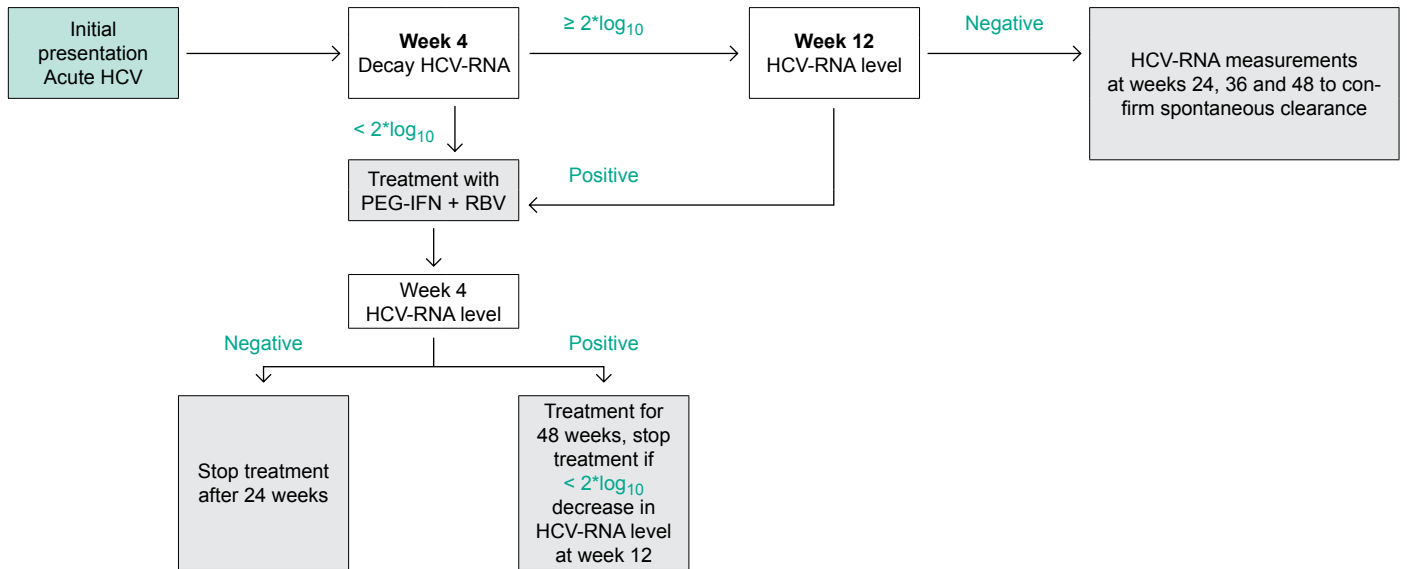 Initial
presentation
Acute HCV
Week 4
Decay HCV-RNA
≥ 2*log10
Week 12
HCV-RNA level
Negative
HCV-RNA measurements
at weeks 24, 36 and 48 to con-
firm spontaneous clearance
< 2*log10
Treatment with
PEG-IFN + RBV
Positive
Week 4
HCV-RNA level
Negative
Positive
Stop treatment
after 24 weeks
Treatment for
48 weeks, stop
treatment if
< 2*log10
decrease in
HCV-RNA level
at week 12